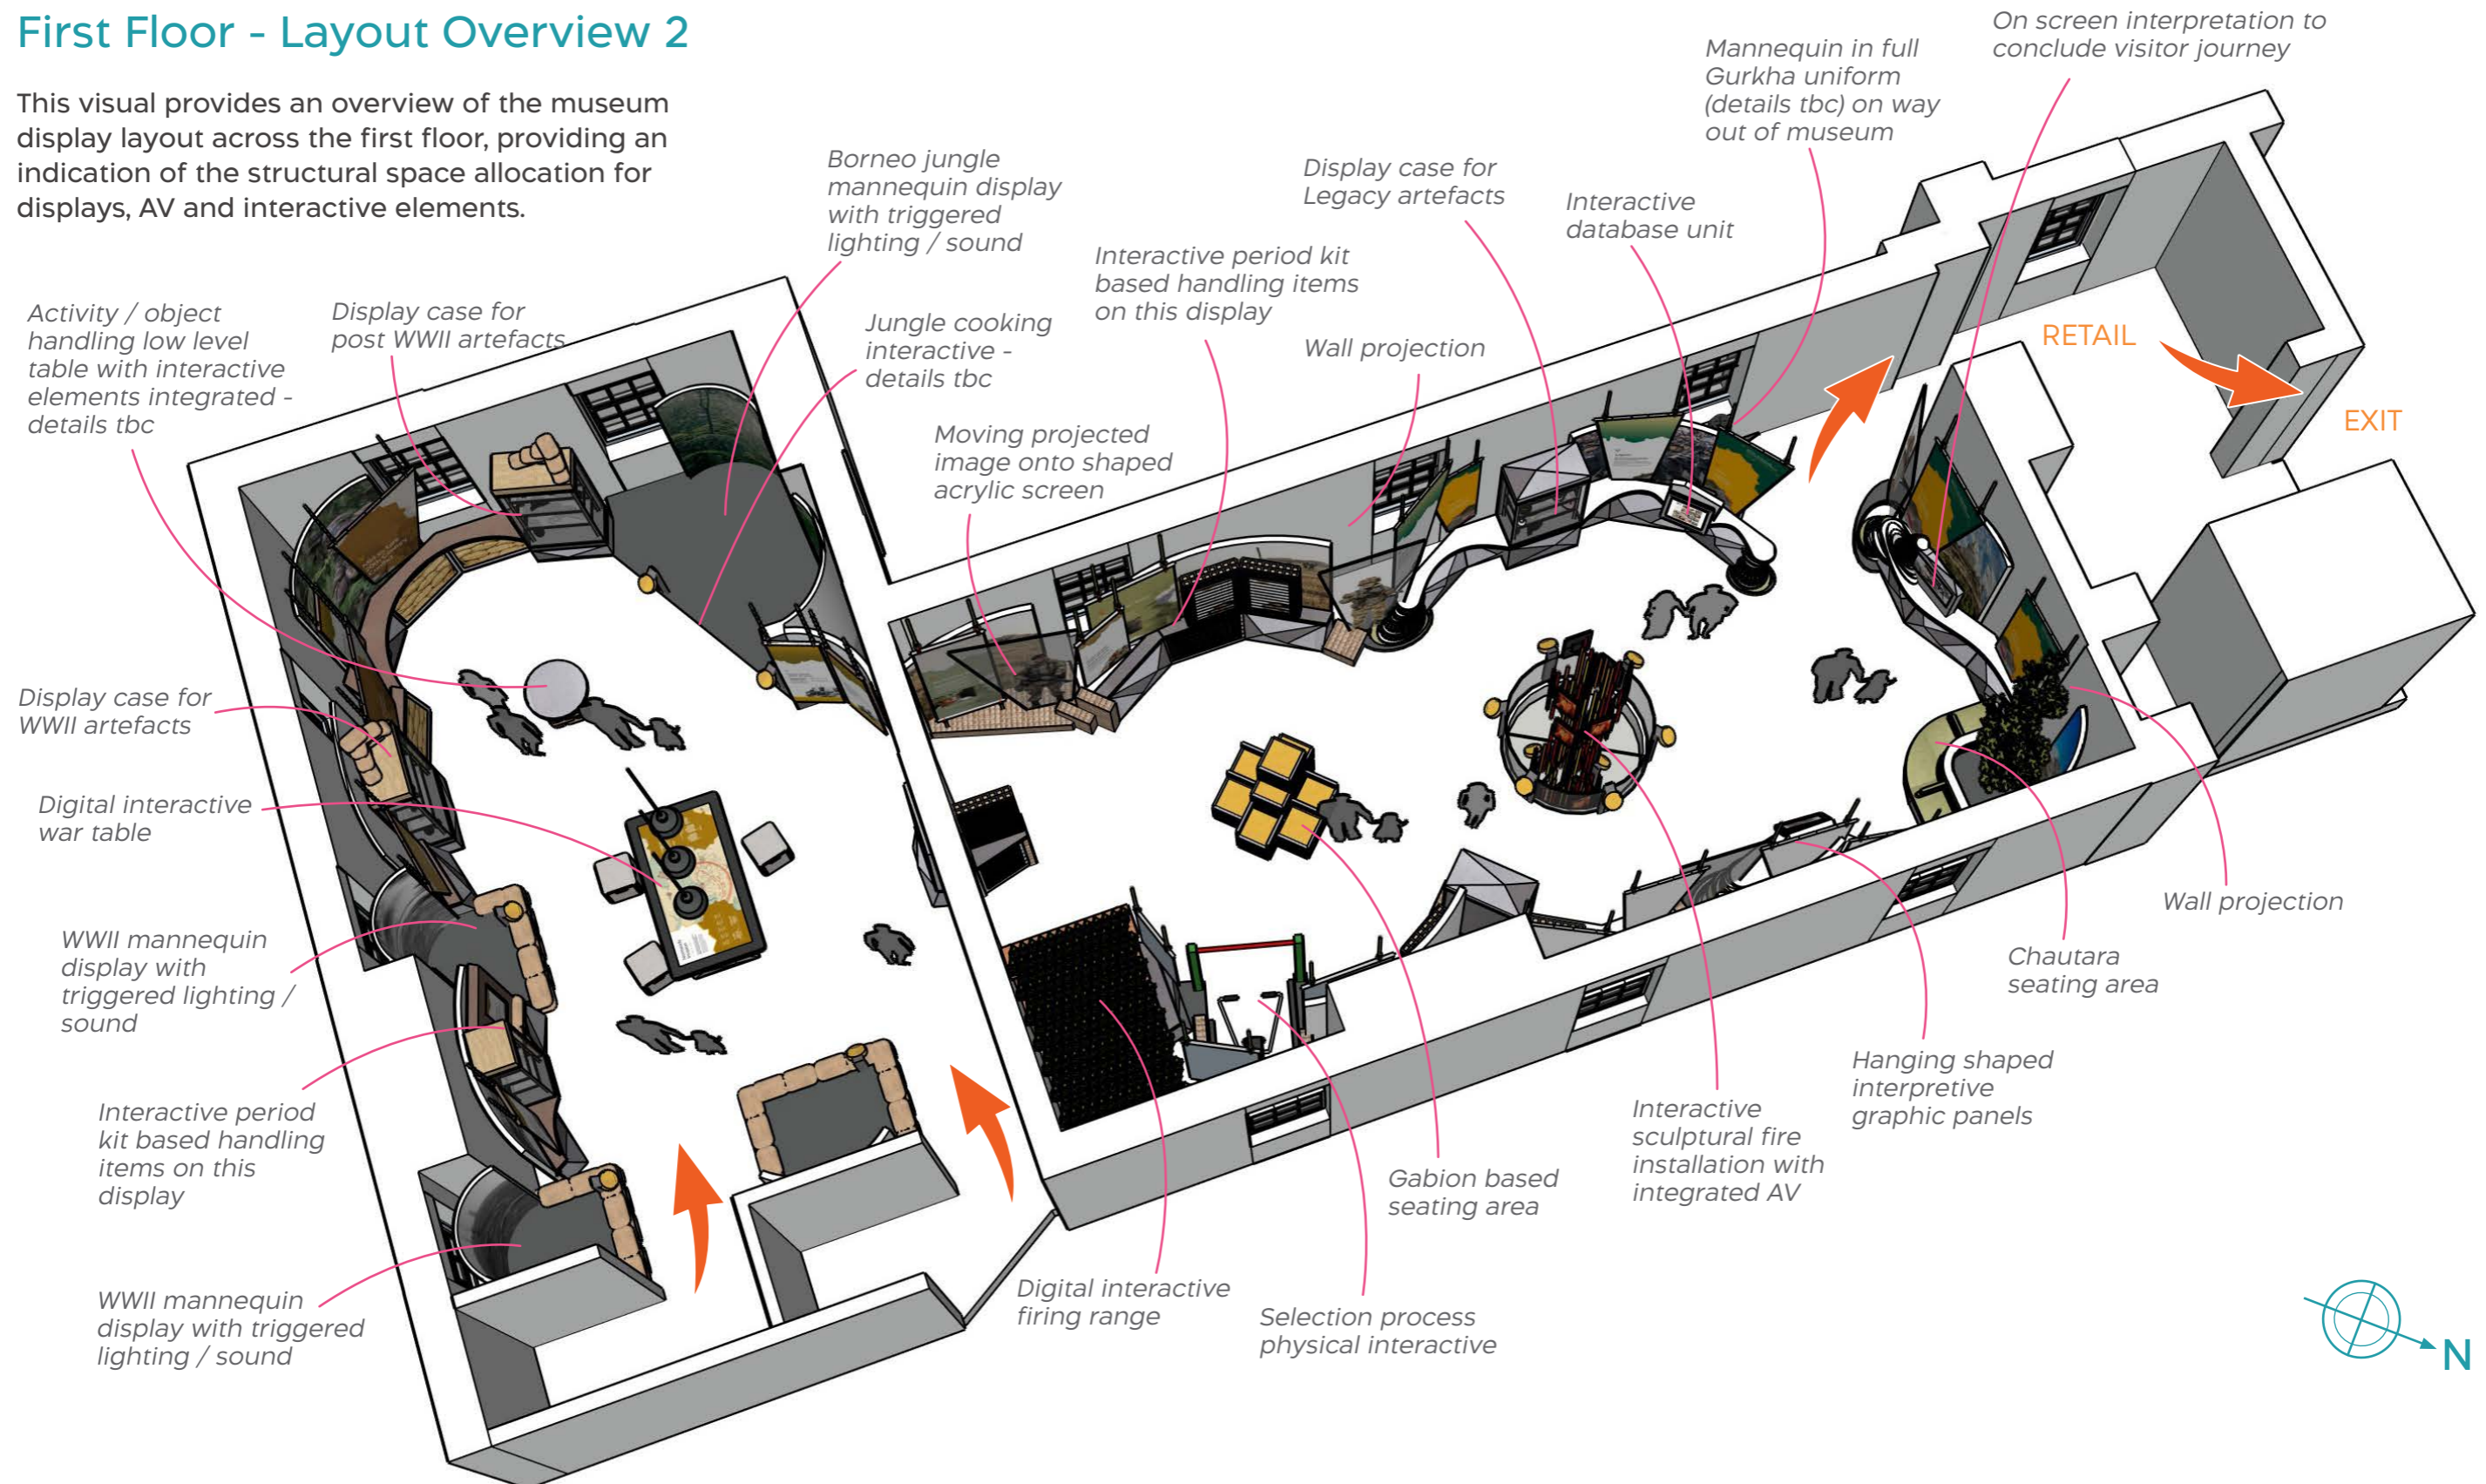 First Floor - Layout Overview 2
This visual provides an overview of the museum
display layout across the first floor, providing an
indication of the structural space allocation for
displays, AV and interactive elements.
Activity / object
handling low level
table with interactive
elements integrated -
details tbc
Display case for
post WWII artefacts
Borneo jungle
mannequin display
with triggered
lighting / sound
Jungle cooking
interactive -
details tbc
Moving projected
image onto shaped
acrylic screen
Interactive period kit
based handling items
on this display
Wall projection
Display case for
Legacy artefacts
Interactive
database unit
Mannequin in full
Gurkha uniform
(details tbc) on way
out of museum
On screen interpretation to
conclude visitor journey
RETAIL
EXIT
Display case for
WWII artefacts
Digital interactive
war table
WWII mannequin
display with
triggered lighting /
sound
Interactive period
kit based handling
items on this
display
WWII mannequin
display with triggered
lighting / sound
Digital interactive
firing range
Selection process
physical interactive
Gabion based
seating area
Interactive
sculptural fire
installation with
integrated AV
Hanging shaped
interpretive
graphic panels
Chautara
seating area
Wall projection
N